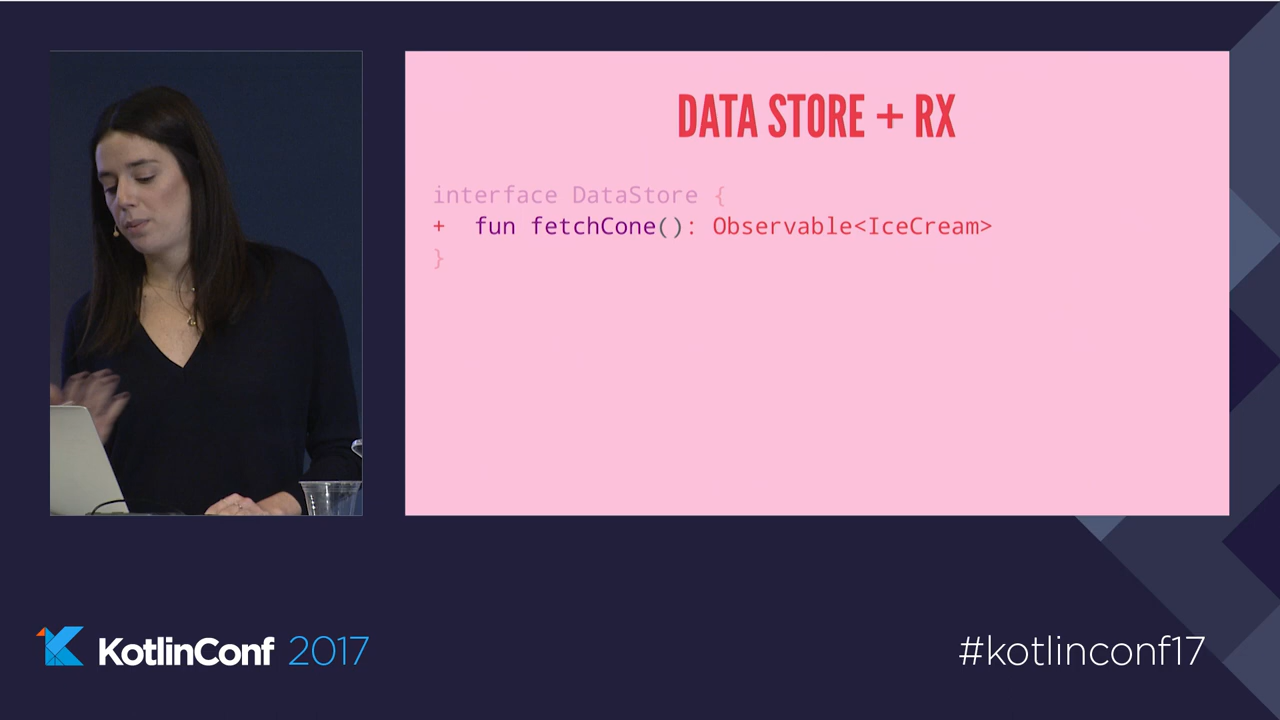 DATA STORE + RX
interface DataStore {
+  fun fetchCone(): Observable<IceCream>
}
KotlinConf 2017
#kotlinconf17